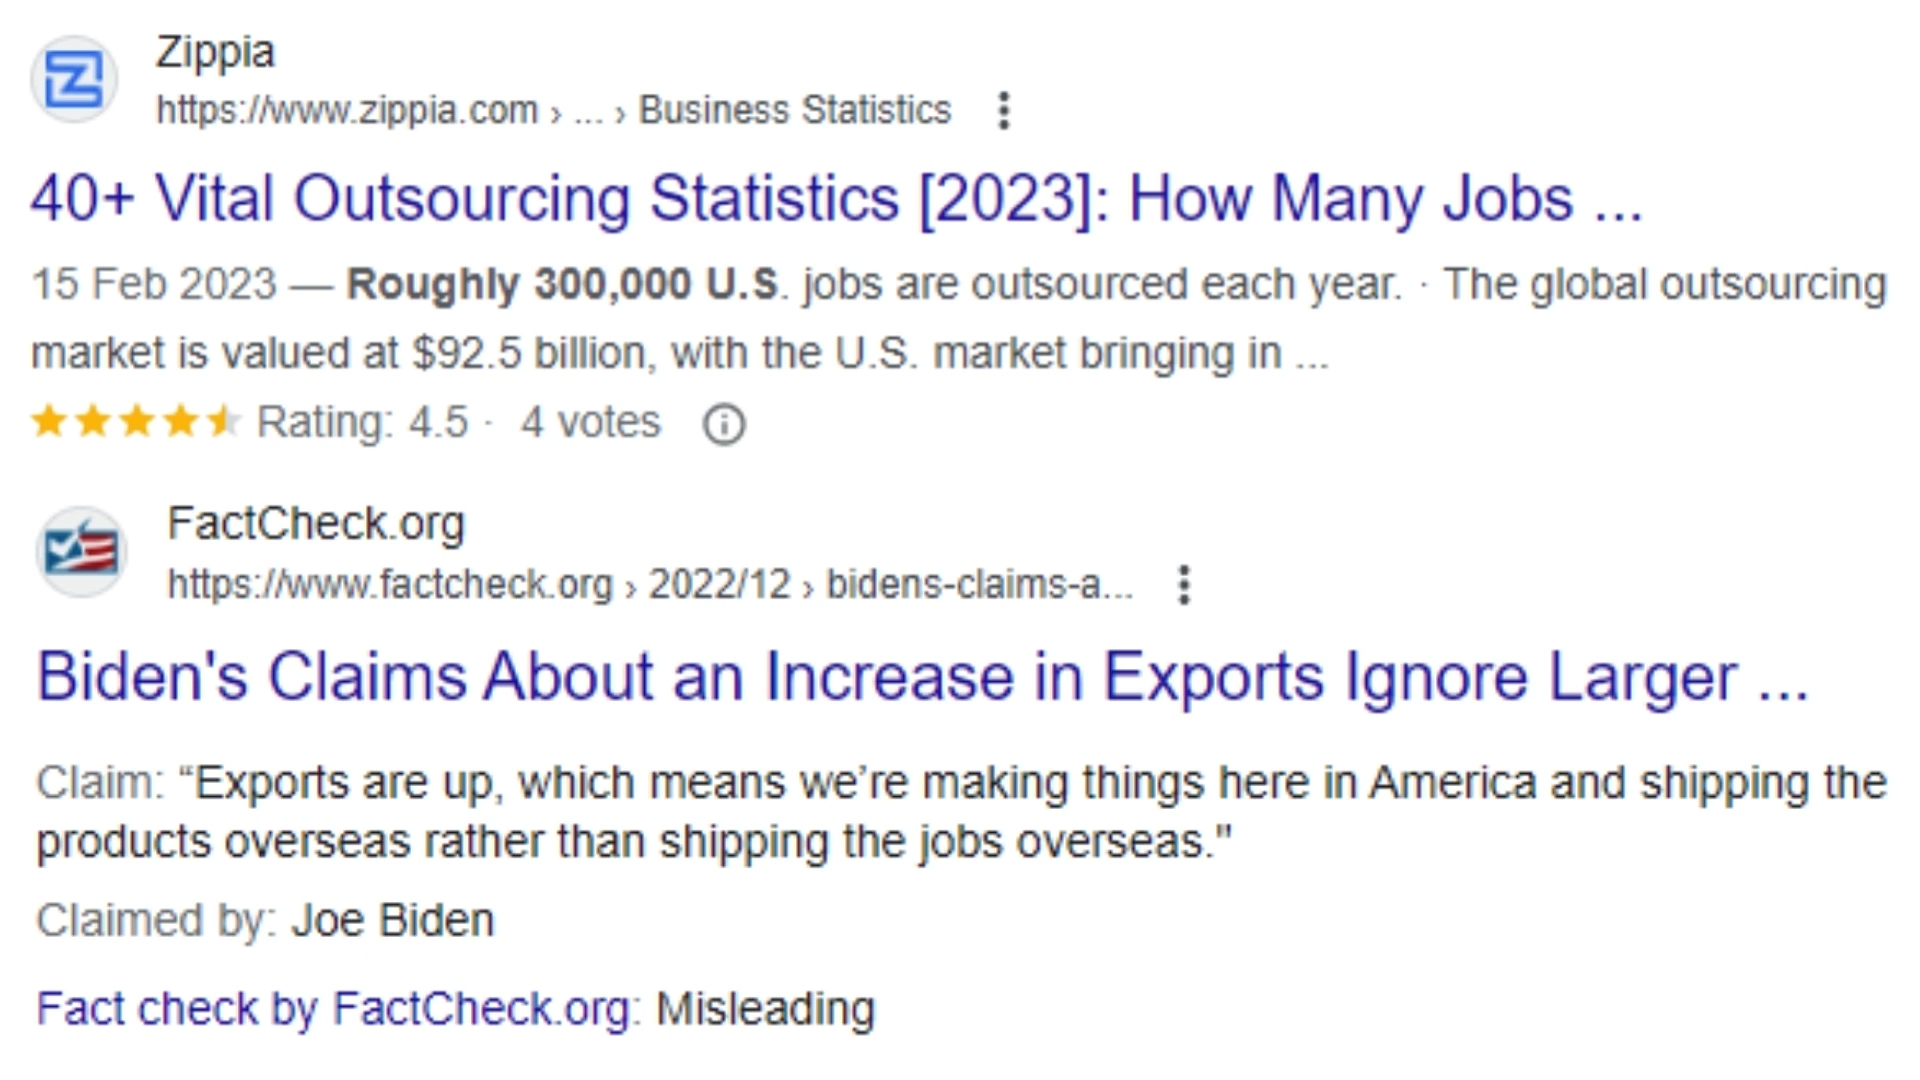 Zippia
https://www.zippia.com › ... › Business Statistics
40+ Vital Outsourcing Statistics [2023]: How Many Jobs ...
15 Feb 2023 — Roughly 300,000 U.S. jobs are outsourced each year. · The global outsourcing
market is valued at $92.5 billion, with the U.S. market bringing in ...
Rating: 4.5 · 4 votes
FactCheck.org
https://www.factcheck.org › 2022/12 › bidens-claims-a...
Biden's Claims About an Increase in Exports Ignore Larger ...
Claim: “Exports are up, which means we’re making things here in America and shipping the
products overseas rather than shipping the jobs overseas."
Claimed by: Joe Biden
Fact check by FactCheck.org: Misleading